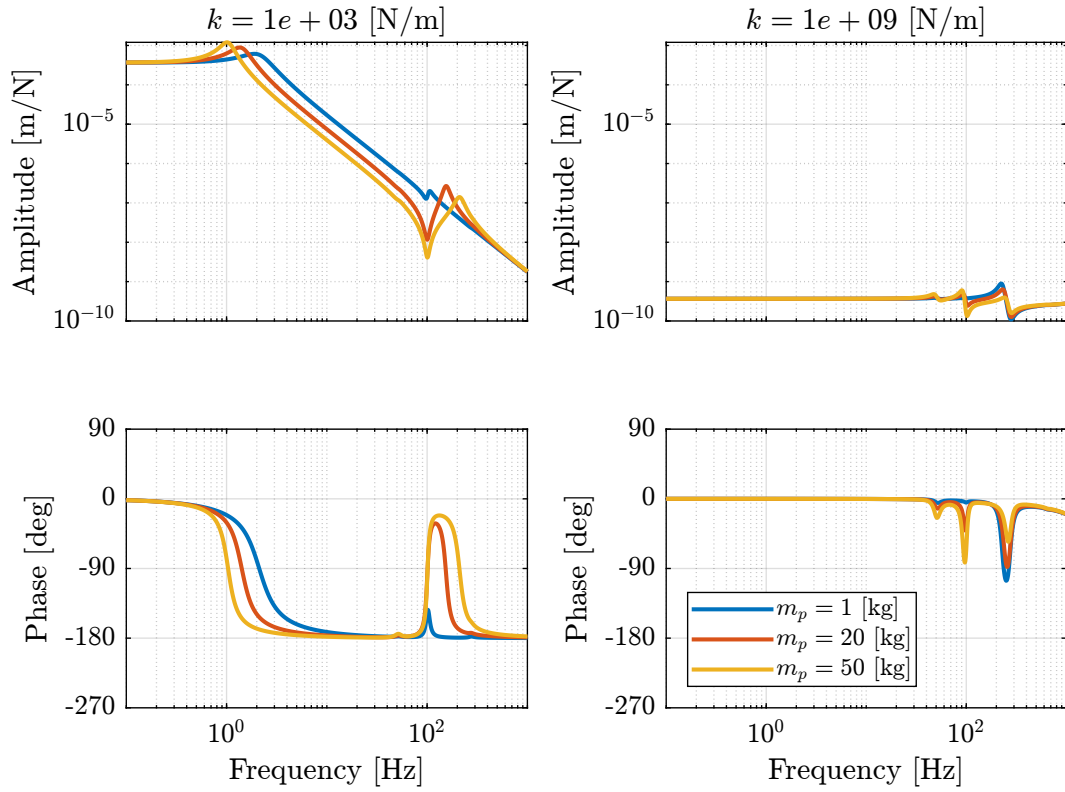 k = 1e + 03 [N/m]
k = 1e + 09 [N/m]
Amplitude [m/N]
10^-5
10^-10
Amplitude [m/N]
10^-5
10^-10
Phase [deg]
90
0
-90
-180
-270
10^0
10^2
Frequency [Hz]
Phase [deg]
90
0
-90
-180
-270
10^0
10^2
Frequency [Hz]
m_p = 1 [kg]
m_p = 20 [kg]
m_p = 50 [kg]